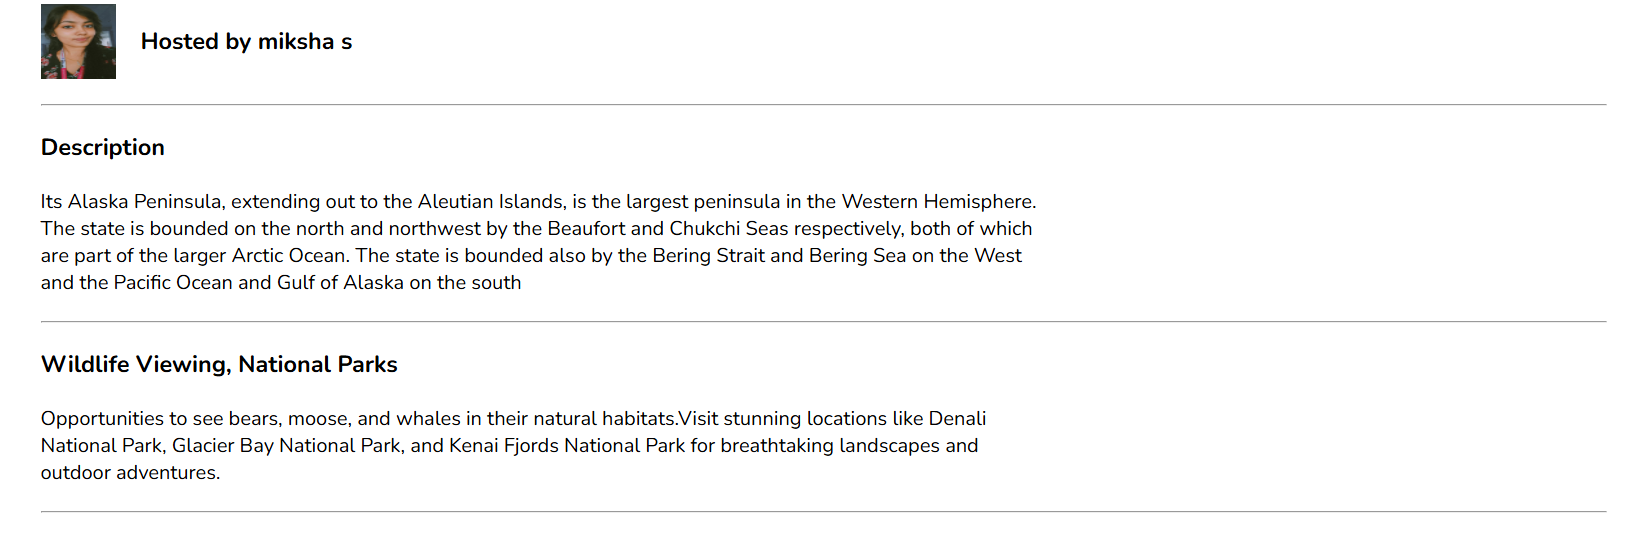 Hosted by miksha s
Description
Its Alaska Peninsula, extending out to the Aleutian Islands, is the largest peninsula in the Western Hemisphere.
The state is bounded on the north and northwest by the Beaufort and Chukchi Seas respectively, both of which
are part of the larger Arctic Ocean. The state is bounded also by the Bering Strait and Bering Sea on the West
and the Pacific Ocean and Gulf of Alaska on the south
Wildlife Viewing, National Parks
Opportunities to see bears, moose, and whales in their natural habitats.Visit stunning locations like Denali
National Park, Glacier Bay National Park, and Kenai Fjords National Park for breathtaking landscapes and
outdoor adventures.